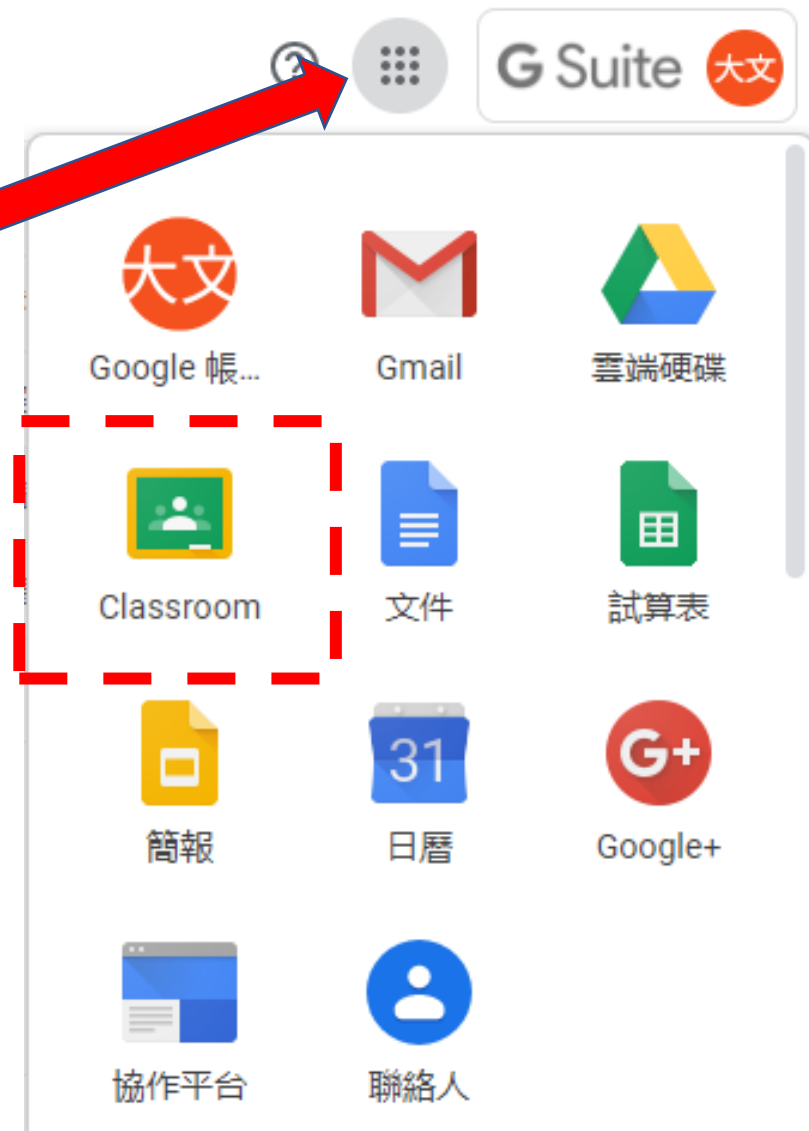 G Suite 大文
大文
Google 帳... Gmail 雲端硬碟
Classroom 文件 試算表
31 G+
簡報 日曆 Google+
協作平台 聯絡人